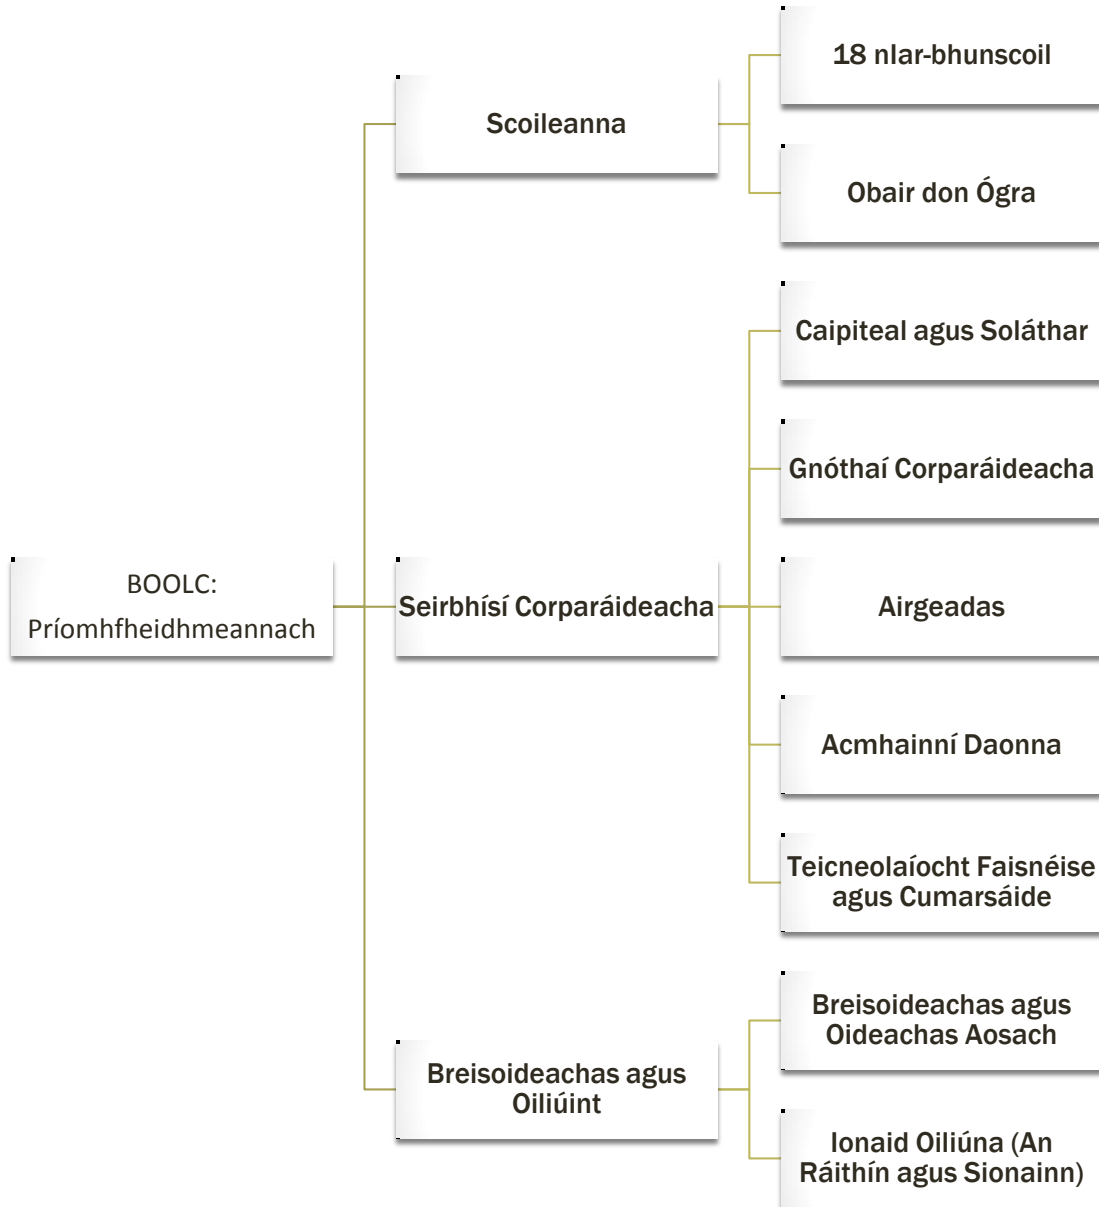 BOOLC:
Príomhfheidhmeannach
Scoileanna
18 nIar-bhunscoil
Obair don Ógra
Seirbhísí Corparáideacha
Caipiteal agus Soláthar
Gnóthaí Corparáideacha
Airgeadas
Acmhainní Daonna
Teicneolaíocht Faisnéise
agus Cumarsáide
Breisoideachas agus
Oiliúint
Breisoideachas agus
Oideachas Aosach
Ionaid Oiliúna (An
Ráithín agus Sionainn)